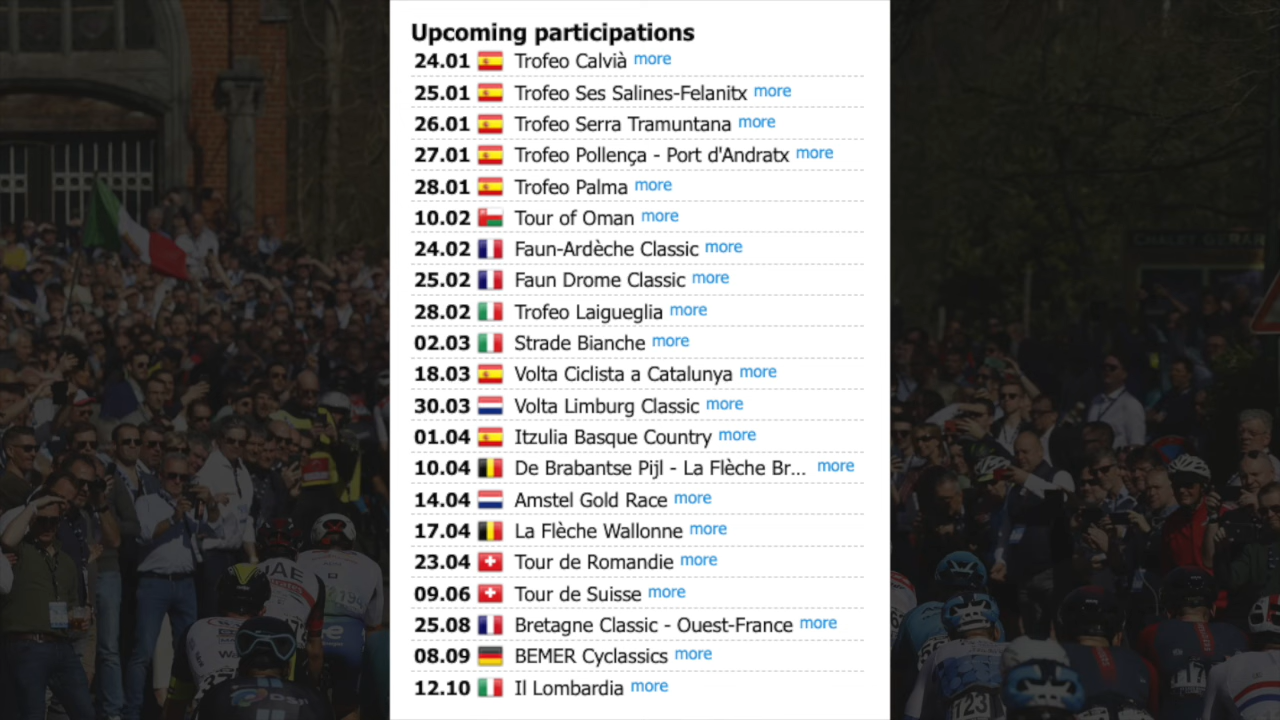 Upcoming participations
24.01 Trofeo Calvià more
25.01 Trofeo Ses Salines-Felanitx more
26.01 Trofeo Serra Tramuntana more
27.01 Trofeo Pollença - Port d'Andratx more
28.01 Trofeo Palma more
10.02 Tour of Oman more
24.02 Faun-Ardèche Classic more
25.02 Faun Drome Classic more
28.02 Trofeo Laigueglia more
02.03 Strade Bianche more
18.03 Volta Ciclista a Catalunya more
30.03 Volta Limburg Classic more
01.04 Itzulia Basque Country more
10.04 De Brabantse Pijl - La Flèche Br... more
14.04 Amstel Gold Race more
17.04 La Flèche Wallonne more
23.04 Tour de Romandie more
09.06 Tour de Suisse more
25.08 Bretagne Classic - Ouest-France more
08.09 BEMER Cyclassics more
12.10 Il Lombardia more
UAE
123